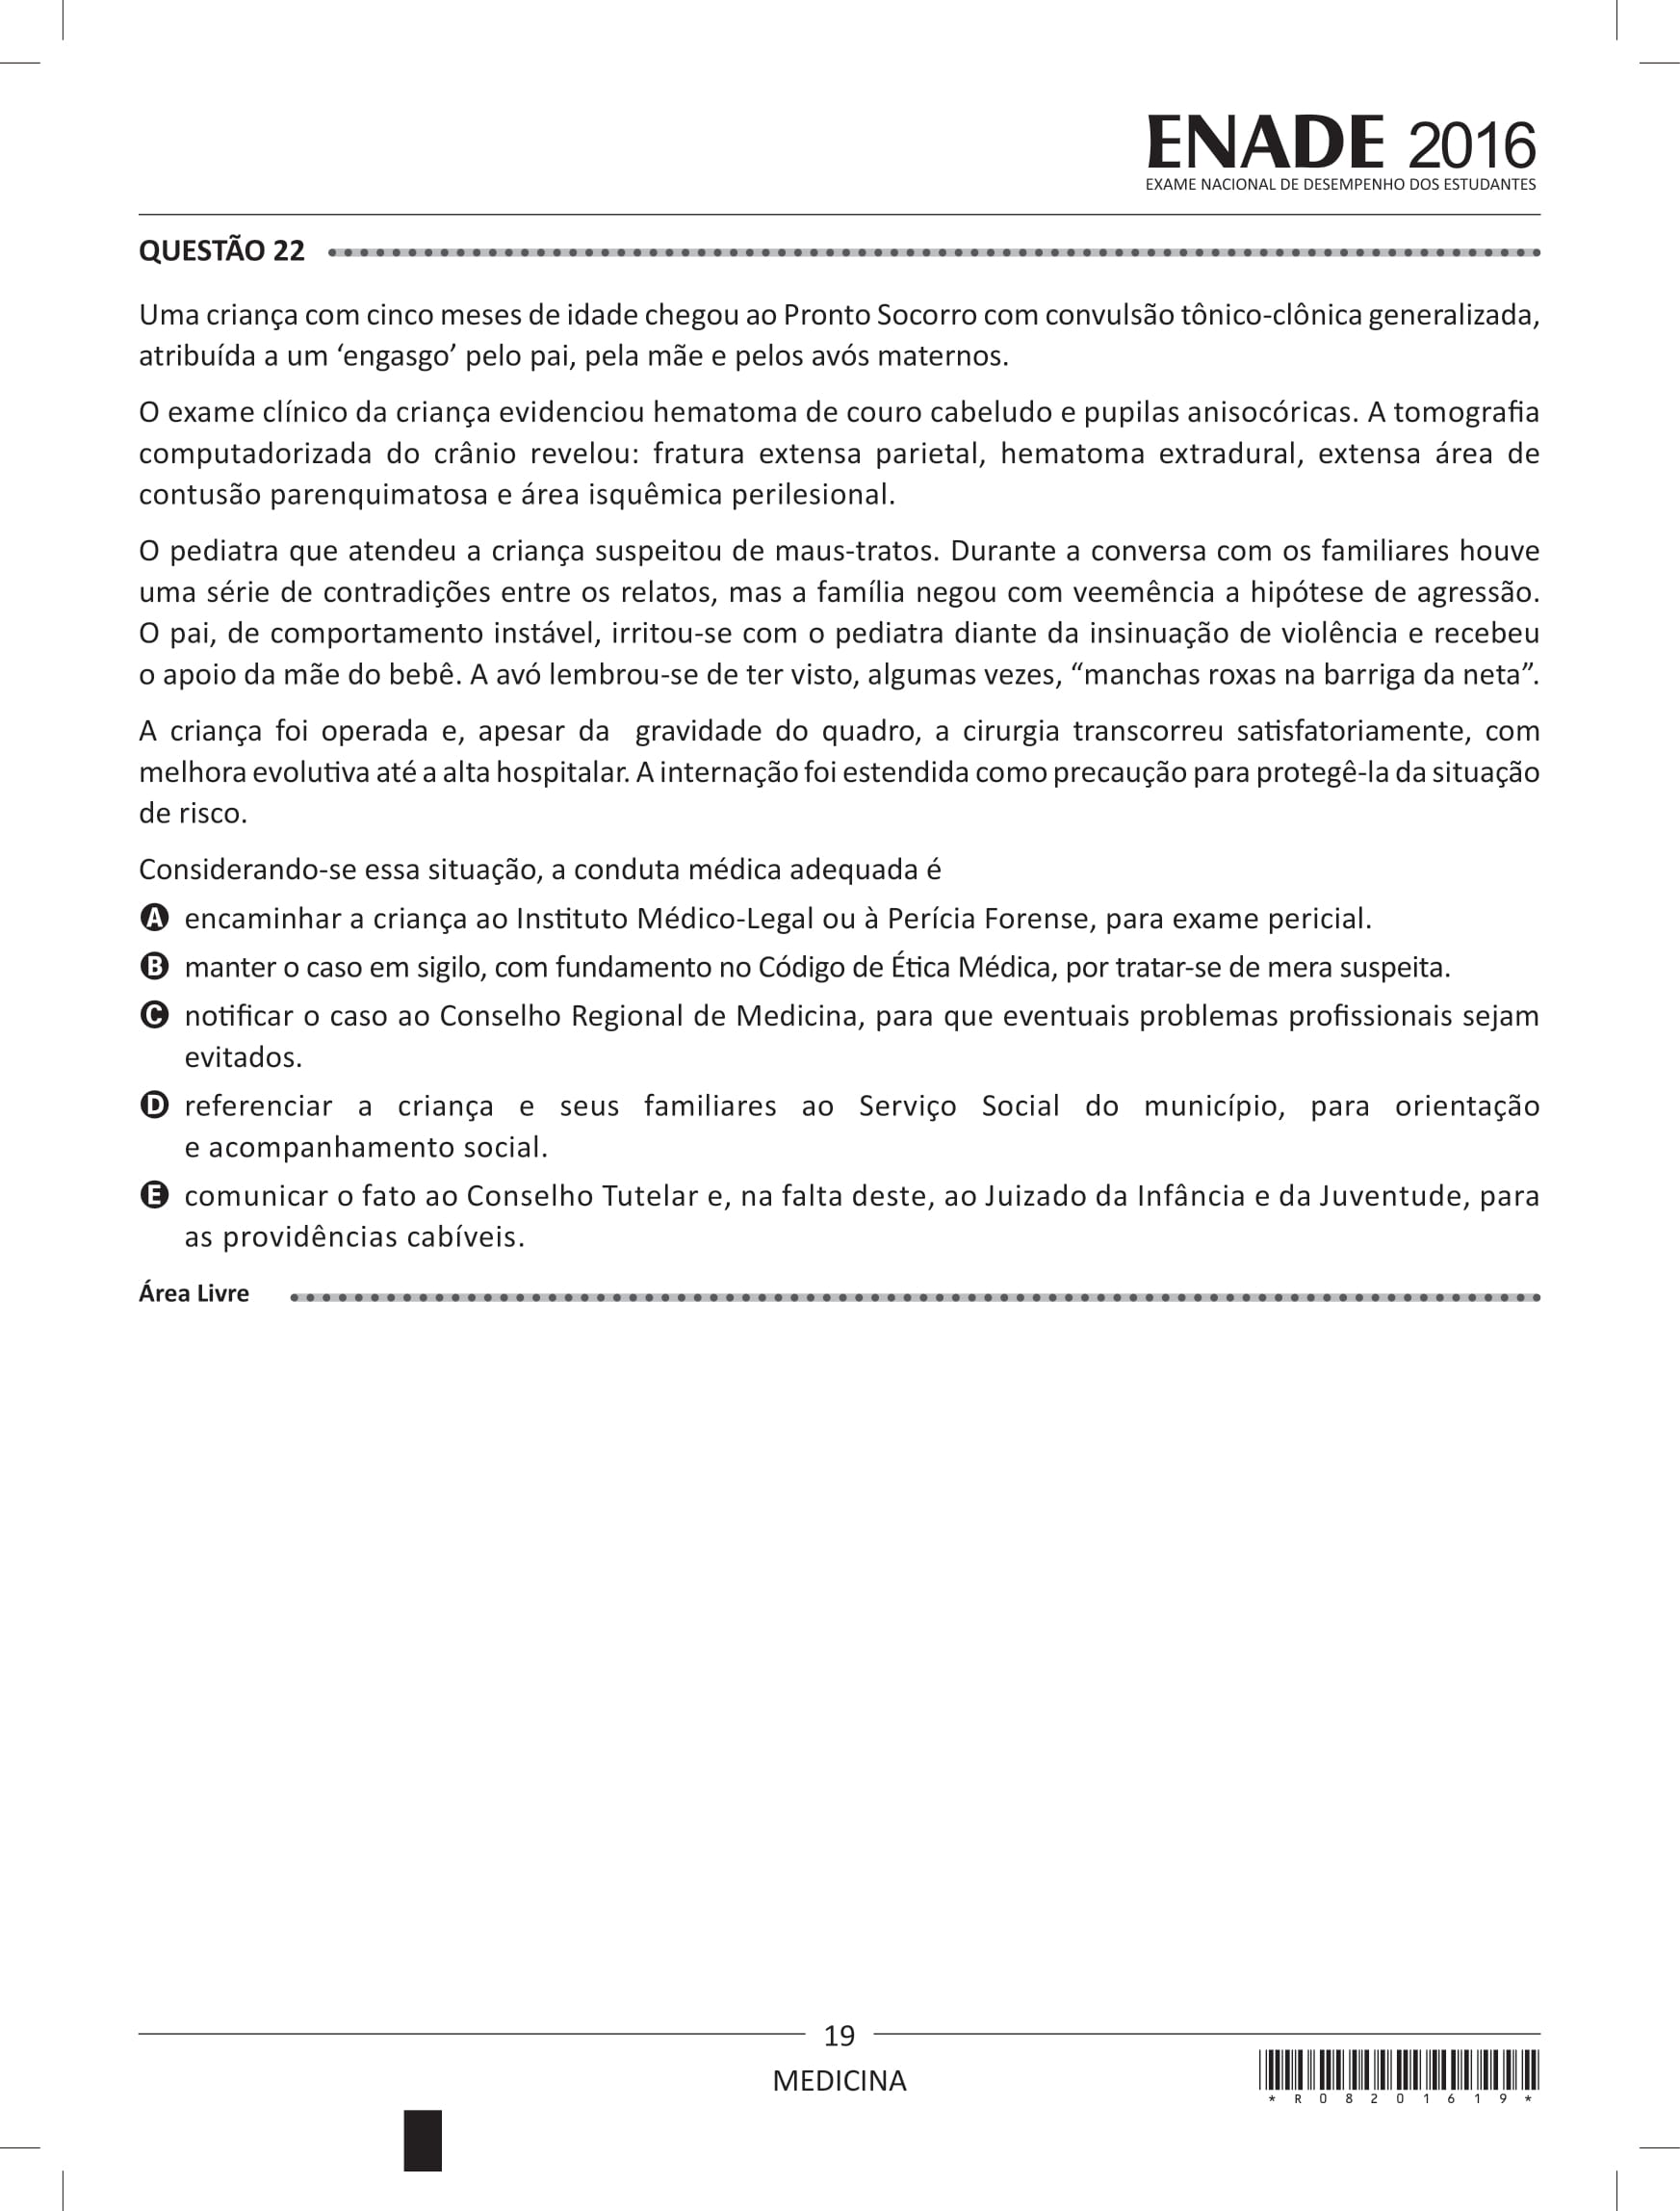 ENADE 2016
EXAME NACIONAL DE DESEMPENHO DOS ESTUDANTES
QUESTÃO 22
Uma criança com cinco meses de idade chegou ao Pronto Socorro com convulsão tônico-clônica generalizada,
atribuída a um ‘engasgo’ pelo pai, pela mãe e pelos avós maternos.
O exame clínico da criança evidenciou hematoma de couro cabeludo e pupilas anisocóricas. A tomografia
computadorizada do crânio revelou: fratura extensa parietal, hematoma extradural, extensa área de
contusão parenquimatosa e área isquêmica perilesional.
O pediatra que atendeu a criança suspeitou de maus-tratos. Durante a conversa com os familiares houve
uma série de contradições entre os relatos, mas a família negou com veemência a hipótese de agressão.
O pai, de comportamento instável, irritou-se com o pediatra diante da insinuação de violência e recebeu
o apoio da mãe do bebê. A avó lembrou-se de ter visto, algumas vezes, “manchas roxas na barriga da neta”.
A criança foi operada e, apesar da gravidade do quadro, a cirurgia transcorreu satisfatoriamente, com
melhora evolutiva até a alta hospitalar. A internação foi estendida como precaução para protegê-la da situação
de risco.
Considerando-se essa situação, a conduta médica adequada é
A encaminhar a criança ao Instituto Médico-Legal ou à Perícia Forense, para exame pericial.
B manter o caso em sigilo, com fundamento no Código de Ética Médica, por tratar-se de mera suspeita.
C notificar o caso ao Conselho Regional de Medicina, para que eventuais problemas profissionais sejam
evitados.
D referenciar a criança e seus familiares ao Serviço Social do município, para orientação
e acompanhamento social.
E comunicar o fato ao Conselho Tutelar e, na falta deste, ao Juizado da Infância e da Juventude, para
as providências cabíveis.
Área Livre
19
MEDICINA
* R 0 8 2 0 1 6 1 9 *